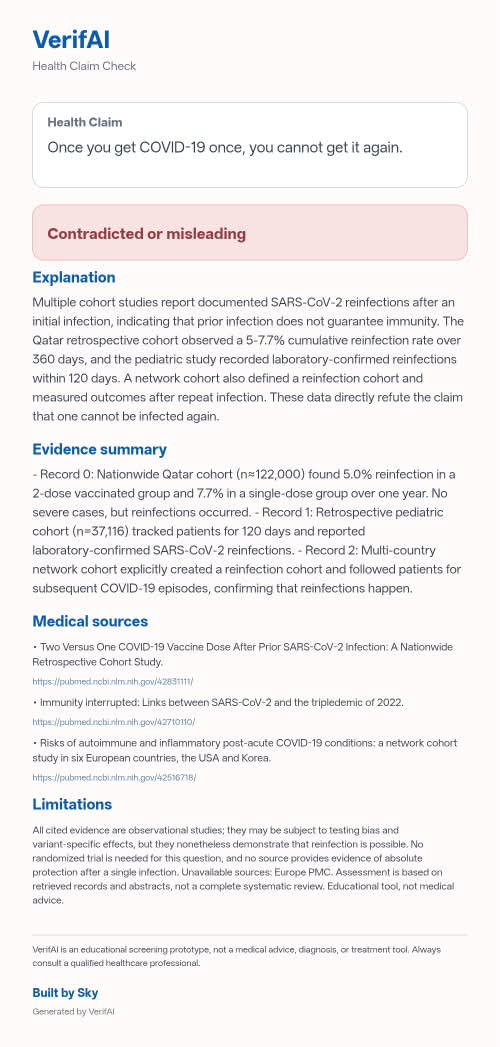 VerifAI
Health Claim Check
Health Claim
Once you get COVID-19 once, you cannot get it again.
Contradicted or misleading
Explanation
Multiple cohort studies report documented SARS-CoV-2 reinfections after an
initial infection, indicating that prior infection does not guarantee immunity. The
Qatar retrospective cohort observed a 5-7.7% cumulative reinfection rate over
360 days, and the pediatric study recorded laboratory-confirmed reinfections
within 120 days. A network cohort also defined a reinfection cohort and
measured outcomes after repeat infection. These data directly refute the claim
that one cannot be infected again.
Evidence summary
- Record 0: Nationwide Qatar cohort (n≈122,000) found 5.0% reinfection in a
2-dose vaccinated group and 7.7% in a single-dose group over one year. No
severe cases, but reinfections occurred. - Record 1: Retrospective pediatric
cohort (n=37,116) tracked patients for 120 days and reported
laboratory-confirmed SARS-CoV-2 reinfections. - Record 2: Multi-country
network cohort explicitly created a reinfection cohort and followed patients for
subsequent COVID-19 episodes, confirming that reinfections happen.
Medical sources
• Two Versus One COVID-19 Vaccine Dose After Prior SARS-CoV-2 Infection: A Nationwide
Retrospective Cohort Study.
https://pubmed.ncbi.nlm.nih.gov/42831111/
• Immunity interrupted: Links between SARS-CoV-2 and the tripledemic of 2022.
https://pubmed.ncbi.nlm.nih.gov/42710110/
• Risks of autoimmune and inflammatory post-acute COVID-19 conditions: a network cohort
study in six European countries, the USA and Korea.
https://pubmed.ncbi.nlm.nih.gov/42516718/
Limitations
All cited evidence are observational studies; they may be subject to testing bias and
variant-specific effects, but they nonetheless demonstrate that reinfection is possible. No
randomized trial is needed for this question, and no source provides evidence of absolute
protection after a single infection. Unavailable sources: Europe PMC. Assessment is based on
retrieved records and abstracts, not a complete systematic review. Educational tool, not medical
advice.
VerifAI is an educational screening prototype, not a medical advice, diagnosis, or treatment tool. Always
consult a qualified healthcare professional.
Built by Sky
Generated by VerifAI